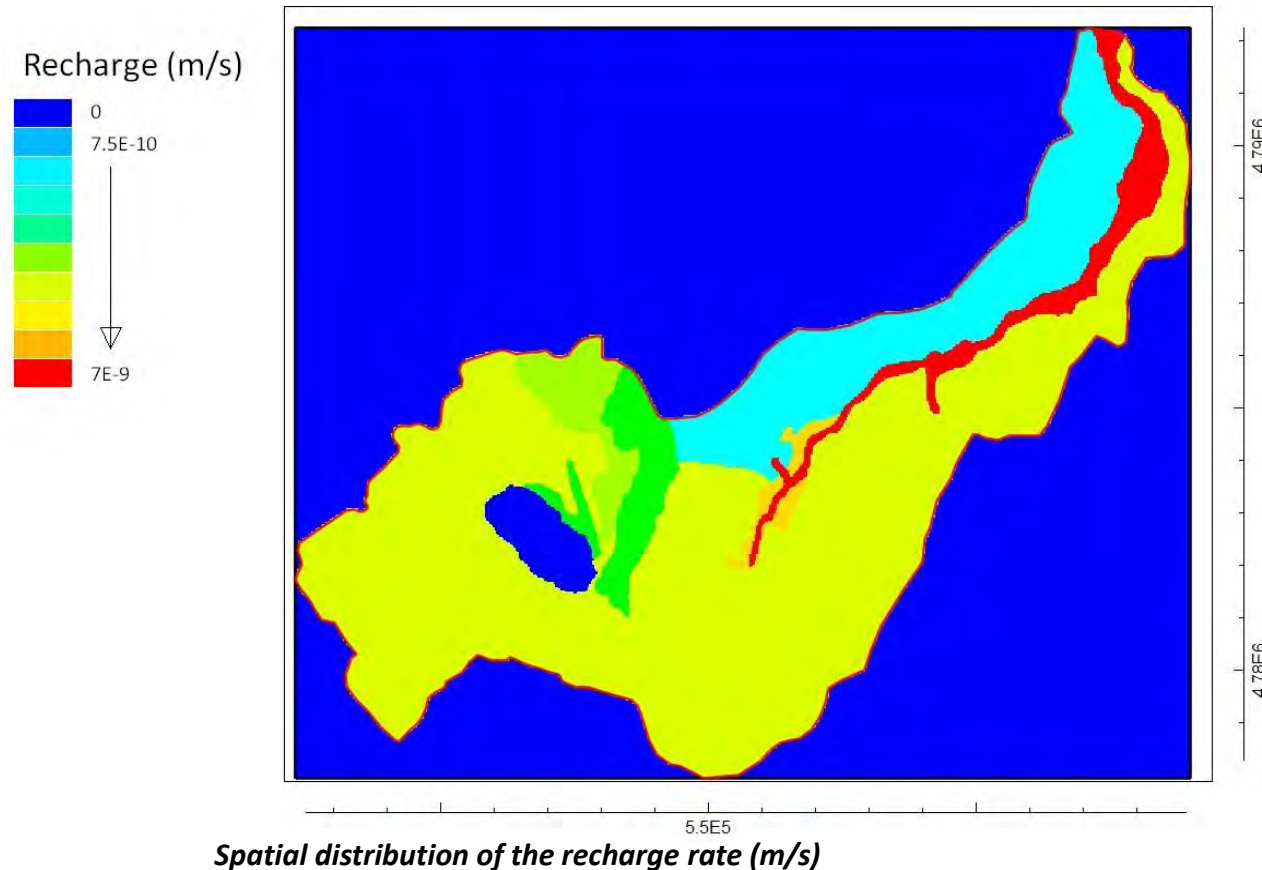 Recharge (m/s)
0
7.5E-10
7E-9
4.79E6
4.78E6
5.5E5
Spatial distribution of the recharge rate (m/s)